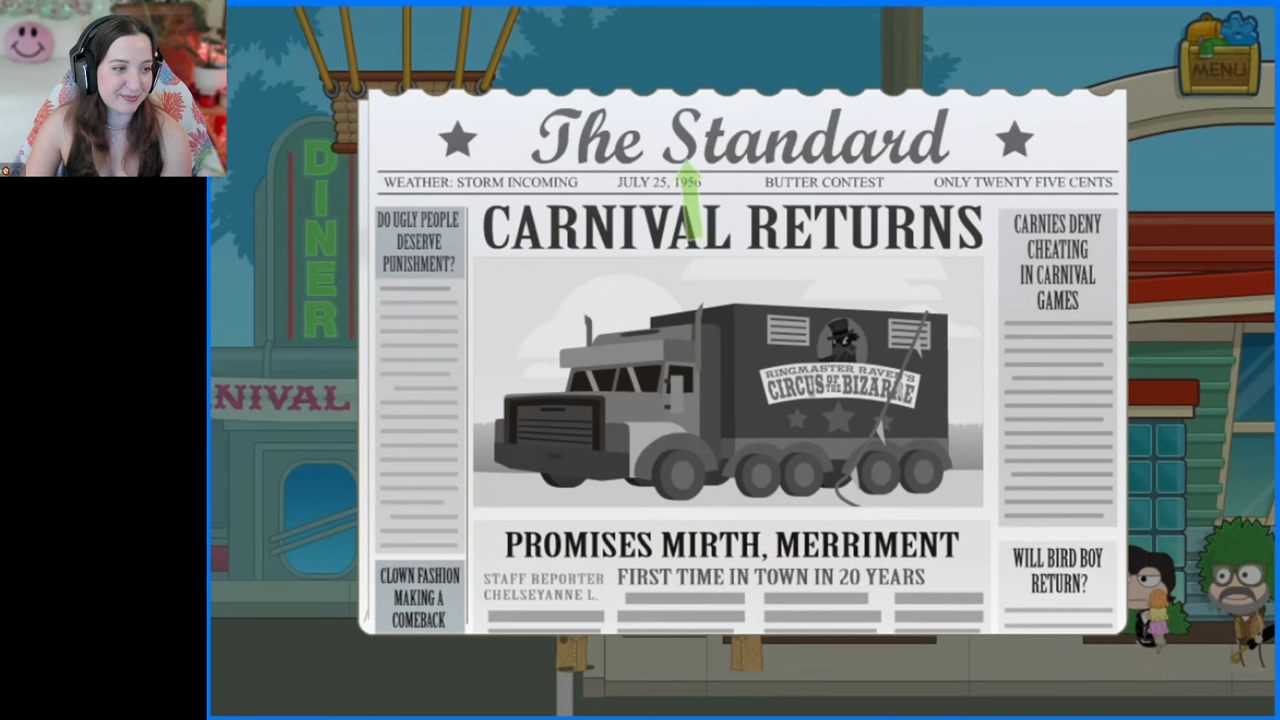 MENU
The Standard
WEATHER: STORM INCOMING
JULY 25, 1956
BUTTER CONTEST
ONLY TWENTY FIVE CENTS
DO UGLY PEOPLE
DESERVE
PUNISHMENT?
CARNIVAL RETURNS
CARNIES DENY
CHEATING
IN CARNIVAL
GAMES
DINER
NIVAL
RINGMASTER RAVEN'S
CIRCUS OF THE BIZARRE
PROMISES MIRTH, MERRIMENT
STAFF REPORTER
CHELSEYANNE L.
FIRST TIME IN TOWN IN 20 YEARS
CLOWN FASHION
MAKING A
COMEBACK
WILL BIRD BOY
RETURN?